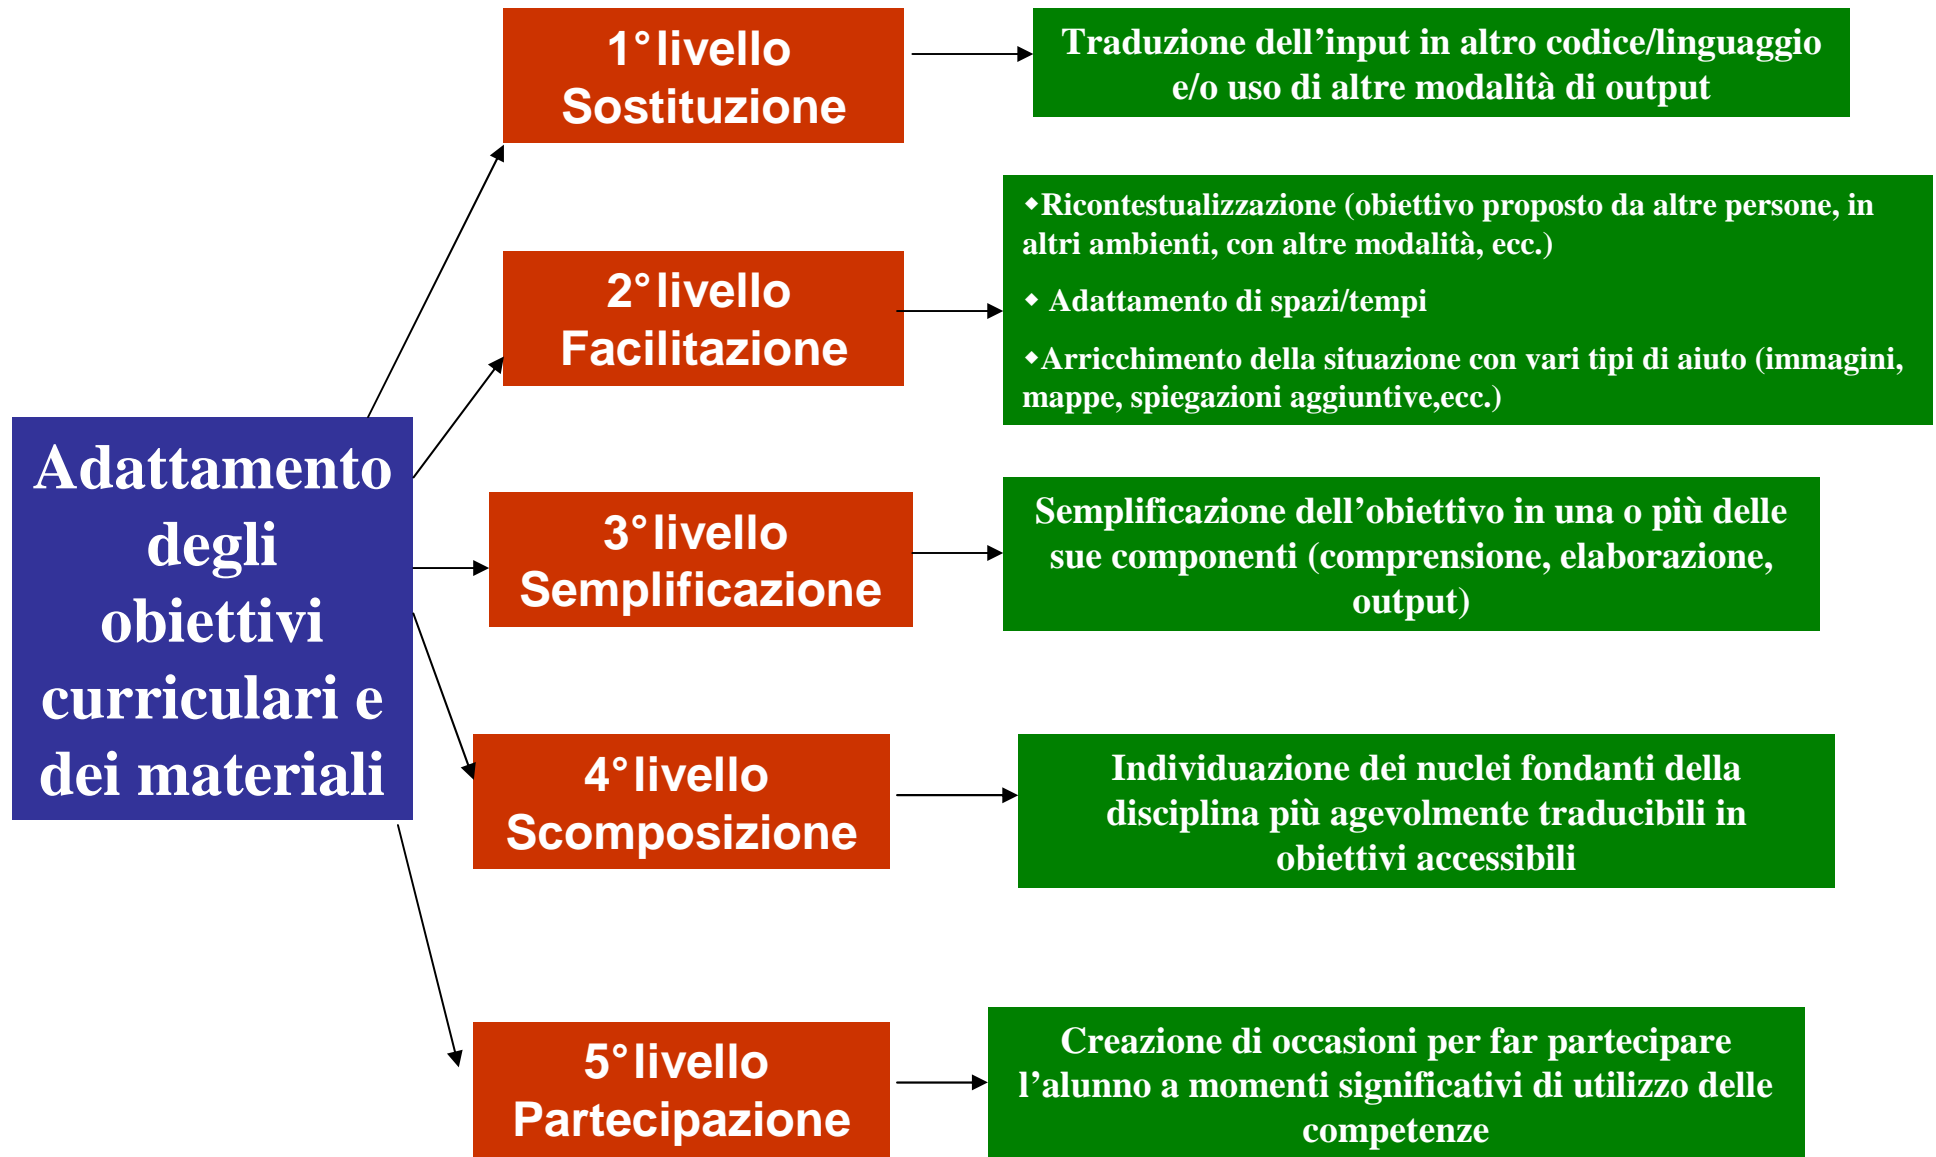 1° livello
Sostituzione
Traduzione dell'input in altro codice/linguaggio
e/o uso di altre modalità di output
2° livello
Facilitazione
◆Ricontestualizzazione (obiettivo proposto da altre persone, in
altri ambienti, con altre modalità, ecc.)
◆ Adattamento di spazi/tempi
◆Arricchimento della situazione con vari tipi di aiuto (immagini,
mappe, spiegazioni aggiuntive,ecc.)
Adattamento
degli
obiettivi
curriculari e
dei materiali
3° livello
Semplificazione
Semplificazione dell'obiettivo in una o più delle
sue componenti (comprensione, elaborazione,
output)
4° livello
Scomposizione
Individuazione dei nuclei fondanti della
disciplina più agevolmente traducibili in
obiettivi accessibili
5° livello
Partecipazione
Creazione di occasioni per far partecipare
l'alunno a momenti significativi di utilizzo delle
competenze